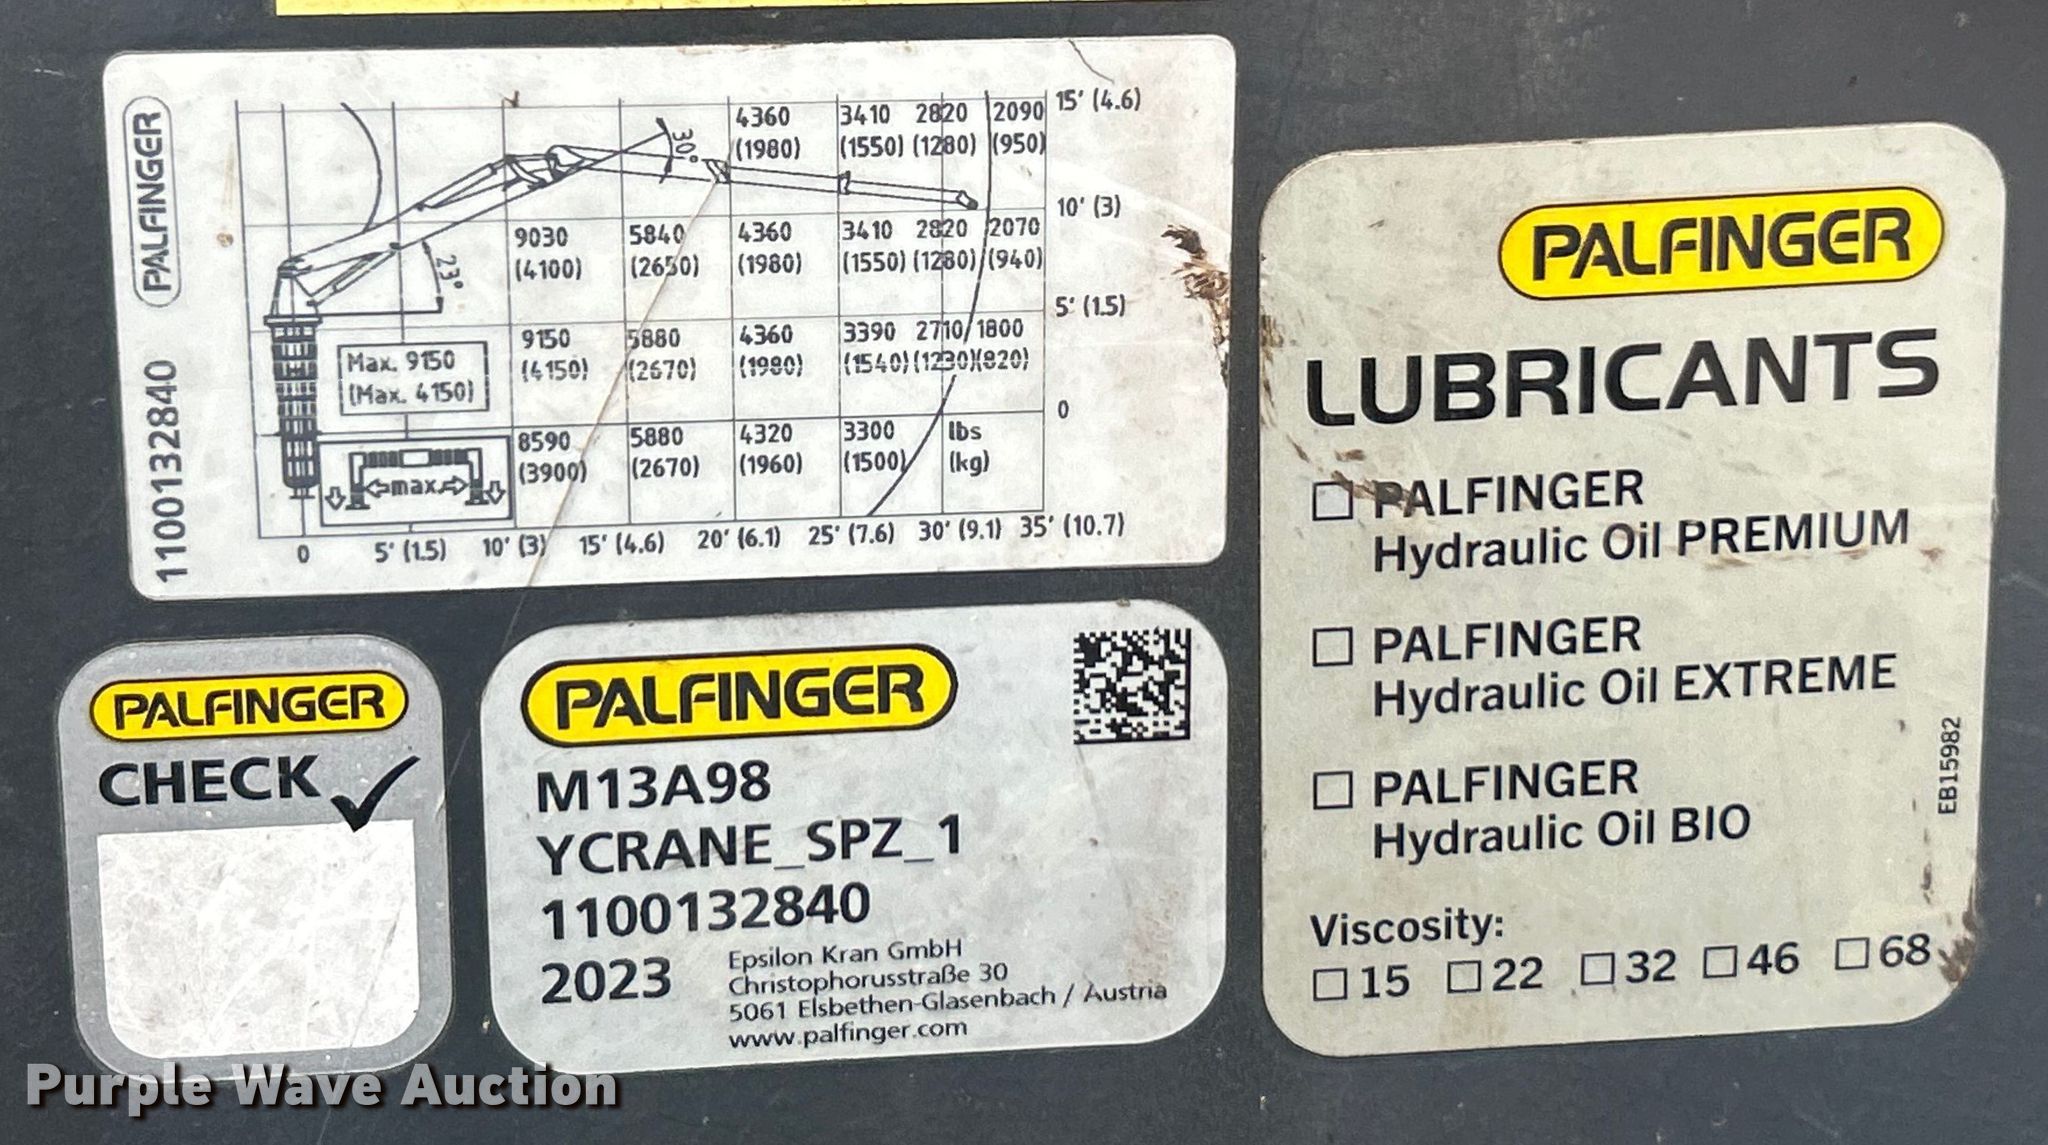 PALFINGER
1100132840
4360 3410 2820 2090 15' (4.6)
(1980) (1550) (1280) (950)
30°
10' (3)
9030 5840 4360 3410 2820 2070
(4100) (2650) (1980) (1550) (1280) (940)
23°
5' (1.5)
9150 5880 4360 3390 2710 1800
(4150) (2670) (1980) (1540) (1230) (820)
Max. 9150
(Max. 4150)
0
8590 5880 4320 3300 lbs
(3900) (2670) (1960) (1500) (kg)
max.
0 5' (1.5) 10' (3) 15' (4.6) 20' (6.1) 25' (7.6) 30' (9.1) 35' (10.7)
PALFINGER
CHECK
PALFINGER
M13A98
YCRANE_SPZ_1
1100132840
2023
Epsilon Kran GmbH
Christophorusstraße 30
5061 Elsbethen-Glasenbach / Austria
www.palfinger.com
PALFINGER
LUBRICANTS
PALFINGER
Hydraulic Oil PREMIUM
PALFINGER
Hydraulic Oil EXTREME
PALFINGER
Hydraulic Oil BIO
Viscosity:
15 22 32 46 68
EB15982
Purple Wave Auction